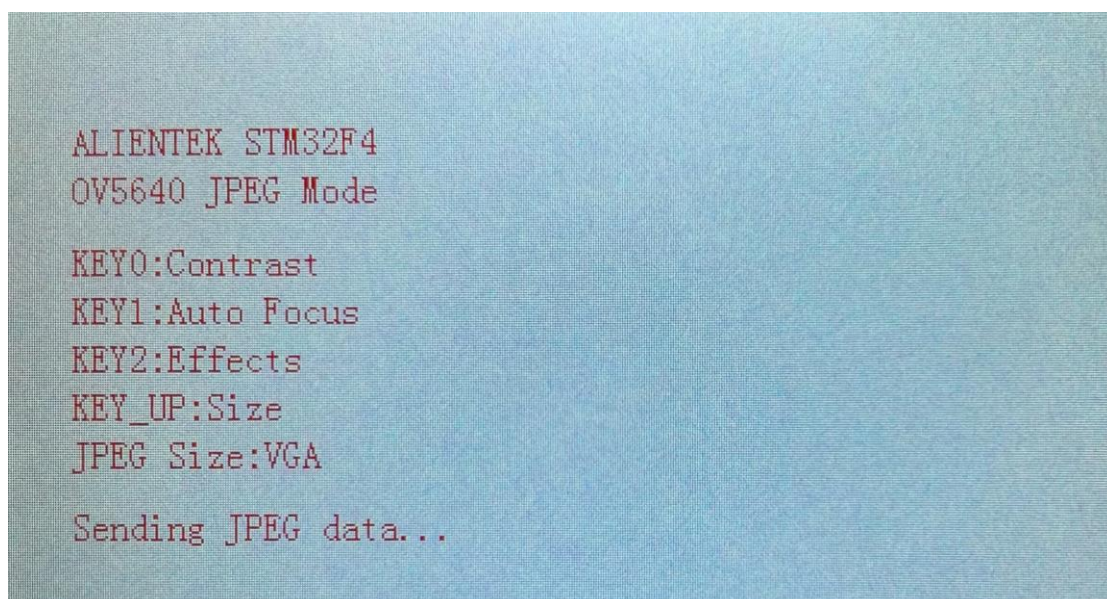 ALIENTEK STM32F4
OV5640 JPEG Mode
KEY0:Contrast
KEY1:Auto Focus
KEY2:Effects
KEY_UP:Size
JPEG Size:VGA
Sending JPEG data...